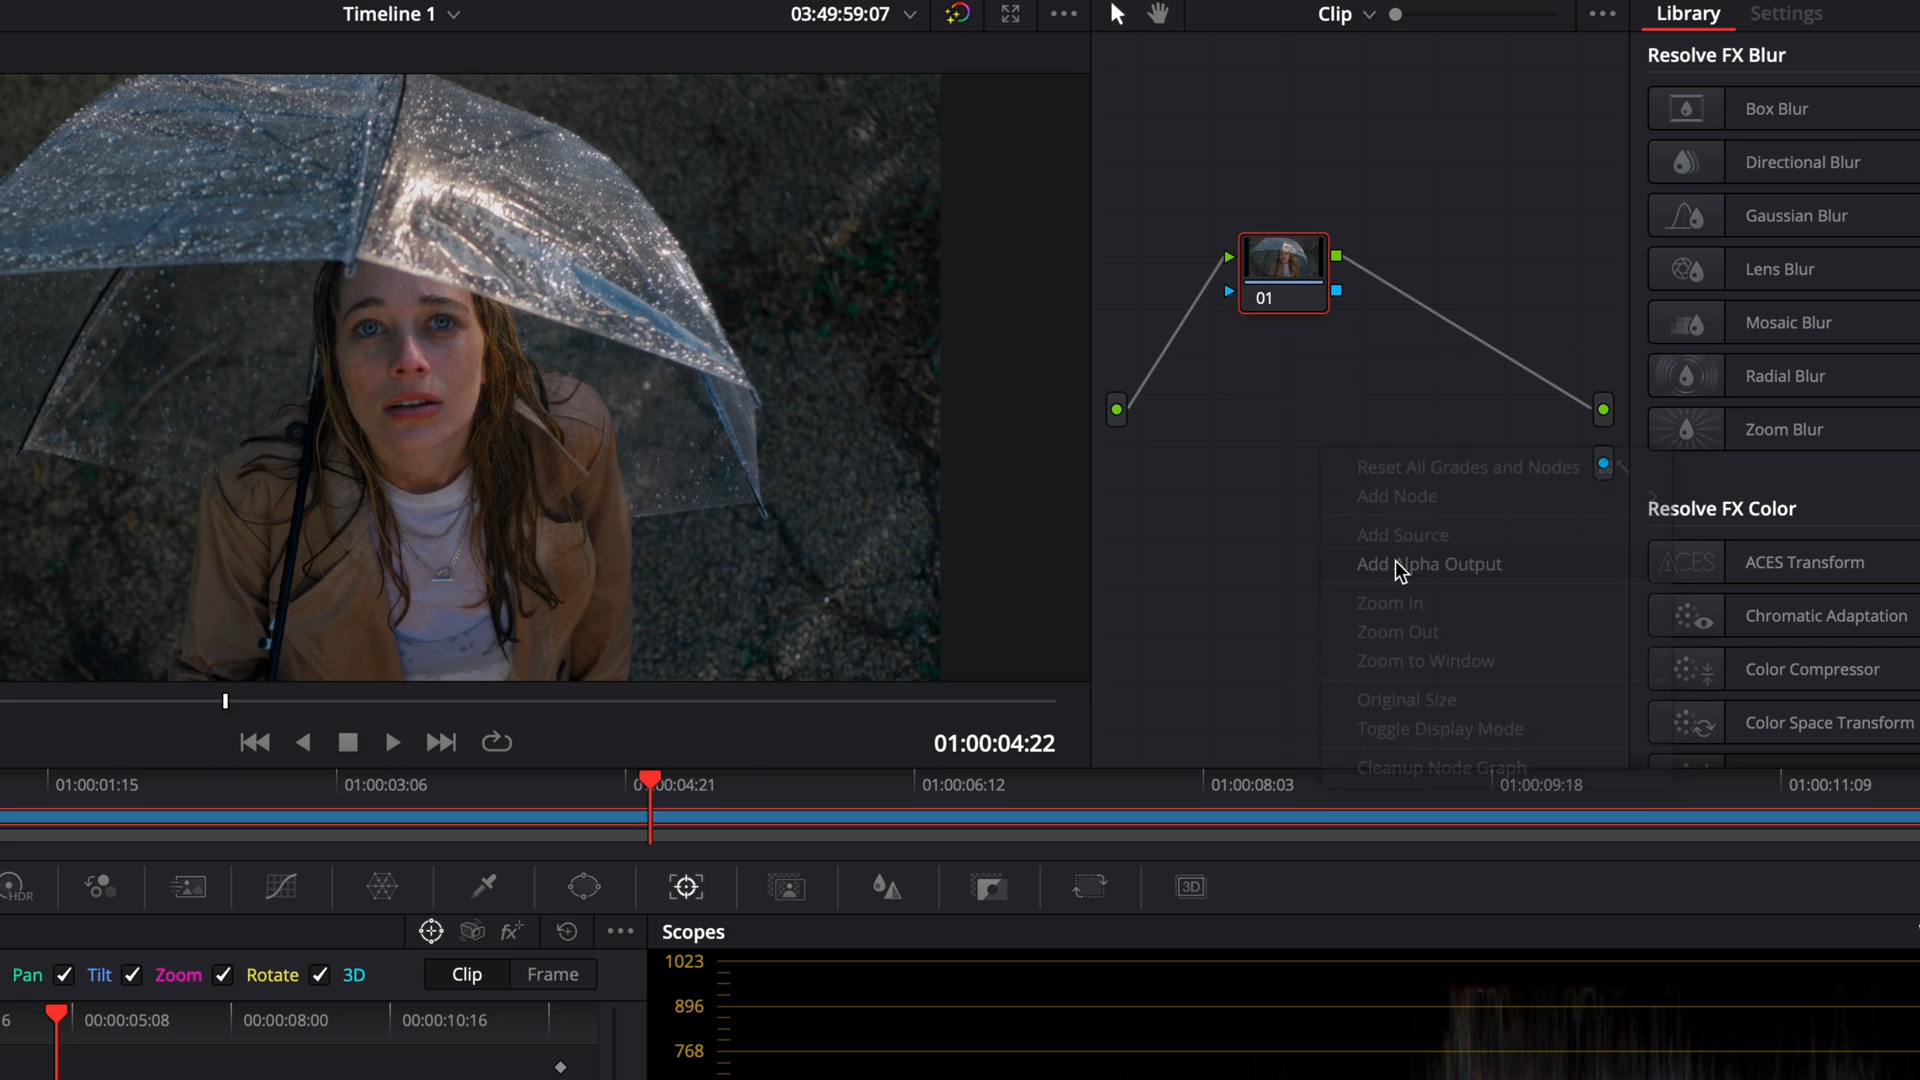 Timeline 1
03:49:59:07
Clip
Library
Settings
Resolve FX Blur
Box Blur
Directional Blur
Gaussian Blur
Lens Blur
Mosaic Blur
Radial Blur
Zoom Blur
01
Reset All Grades and Nodes
Add Node
Add Source
Add Alpha Output
Zoom In
Zoom Out
Zoom to Window
Original Size
Toggle Display Mode
Cleanup Node Graph
Resolve FX Color
ACES
ACES Transform
Chromatic Adaptation
Color Compressor
Color Space Transform
01:00:04:22
01:00:01:15
01:00:03:06
01:00:04:21
01:00:06:12
01:00:08:03
01:00:09:18
01:00:11:09
HDR
3D
fx
Scopes
Pan
Tilt
Zoom
Rotate
3D
Clip
Frame
1023
896
768
6
00:00:05:08
00:00:08:00
00:00:10:16